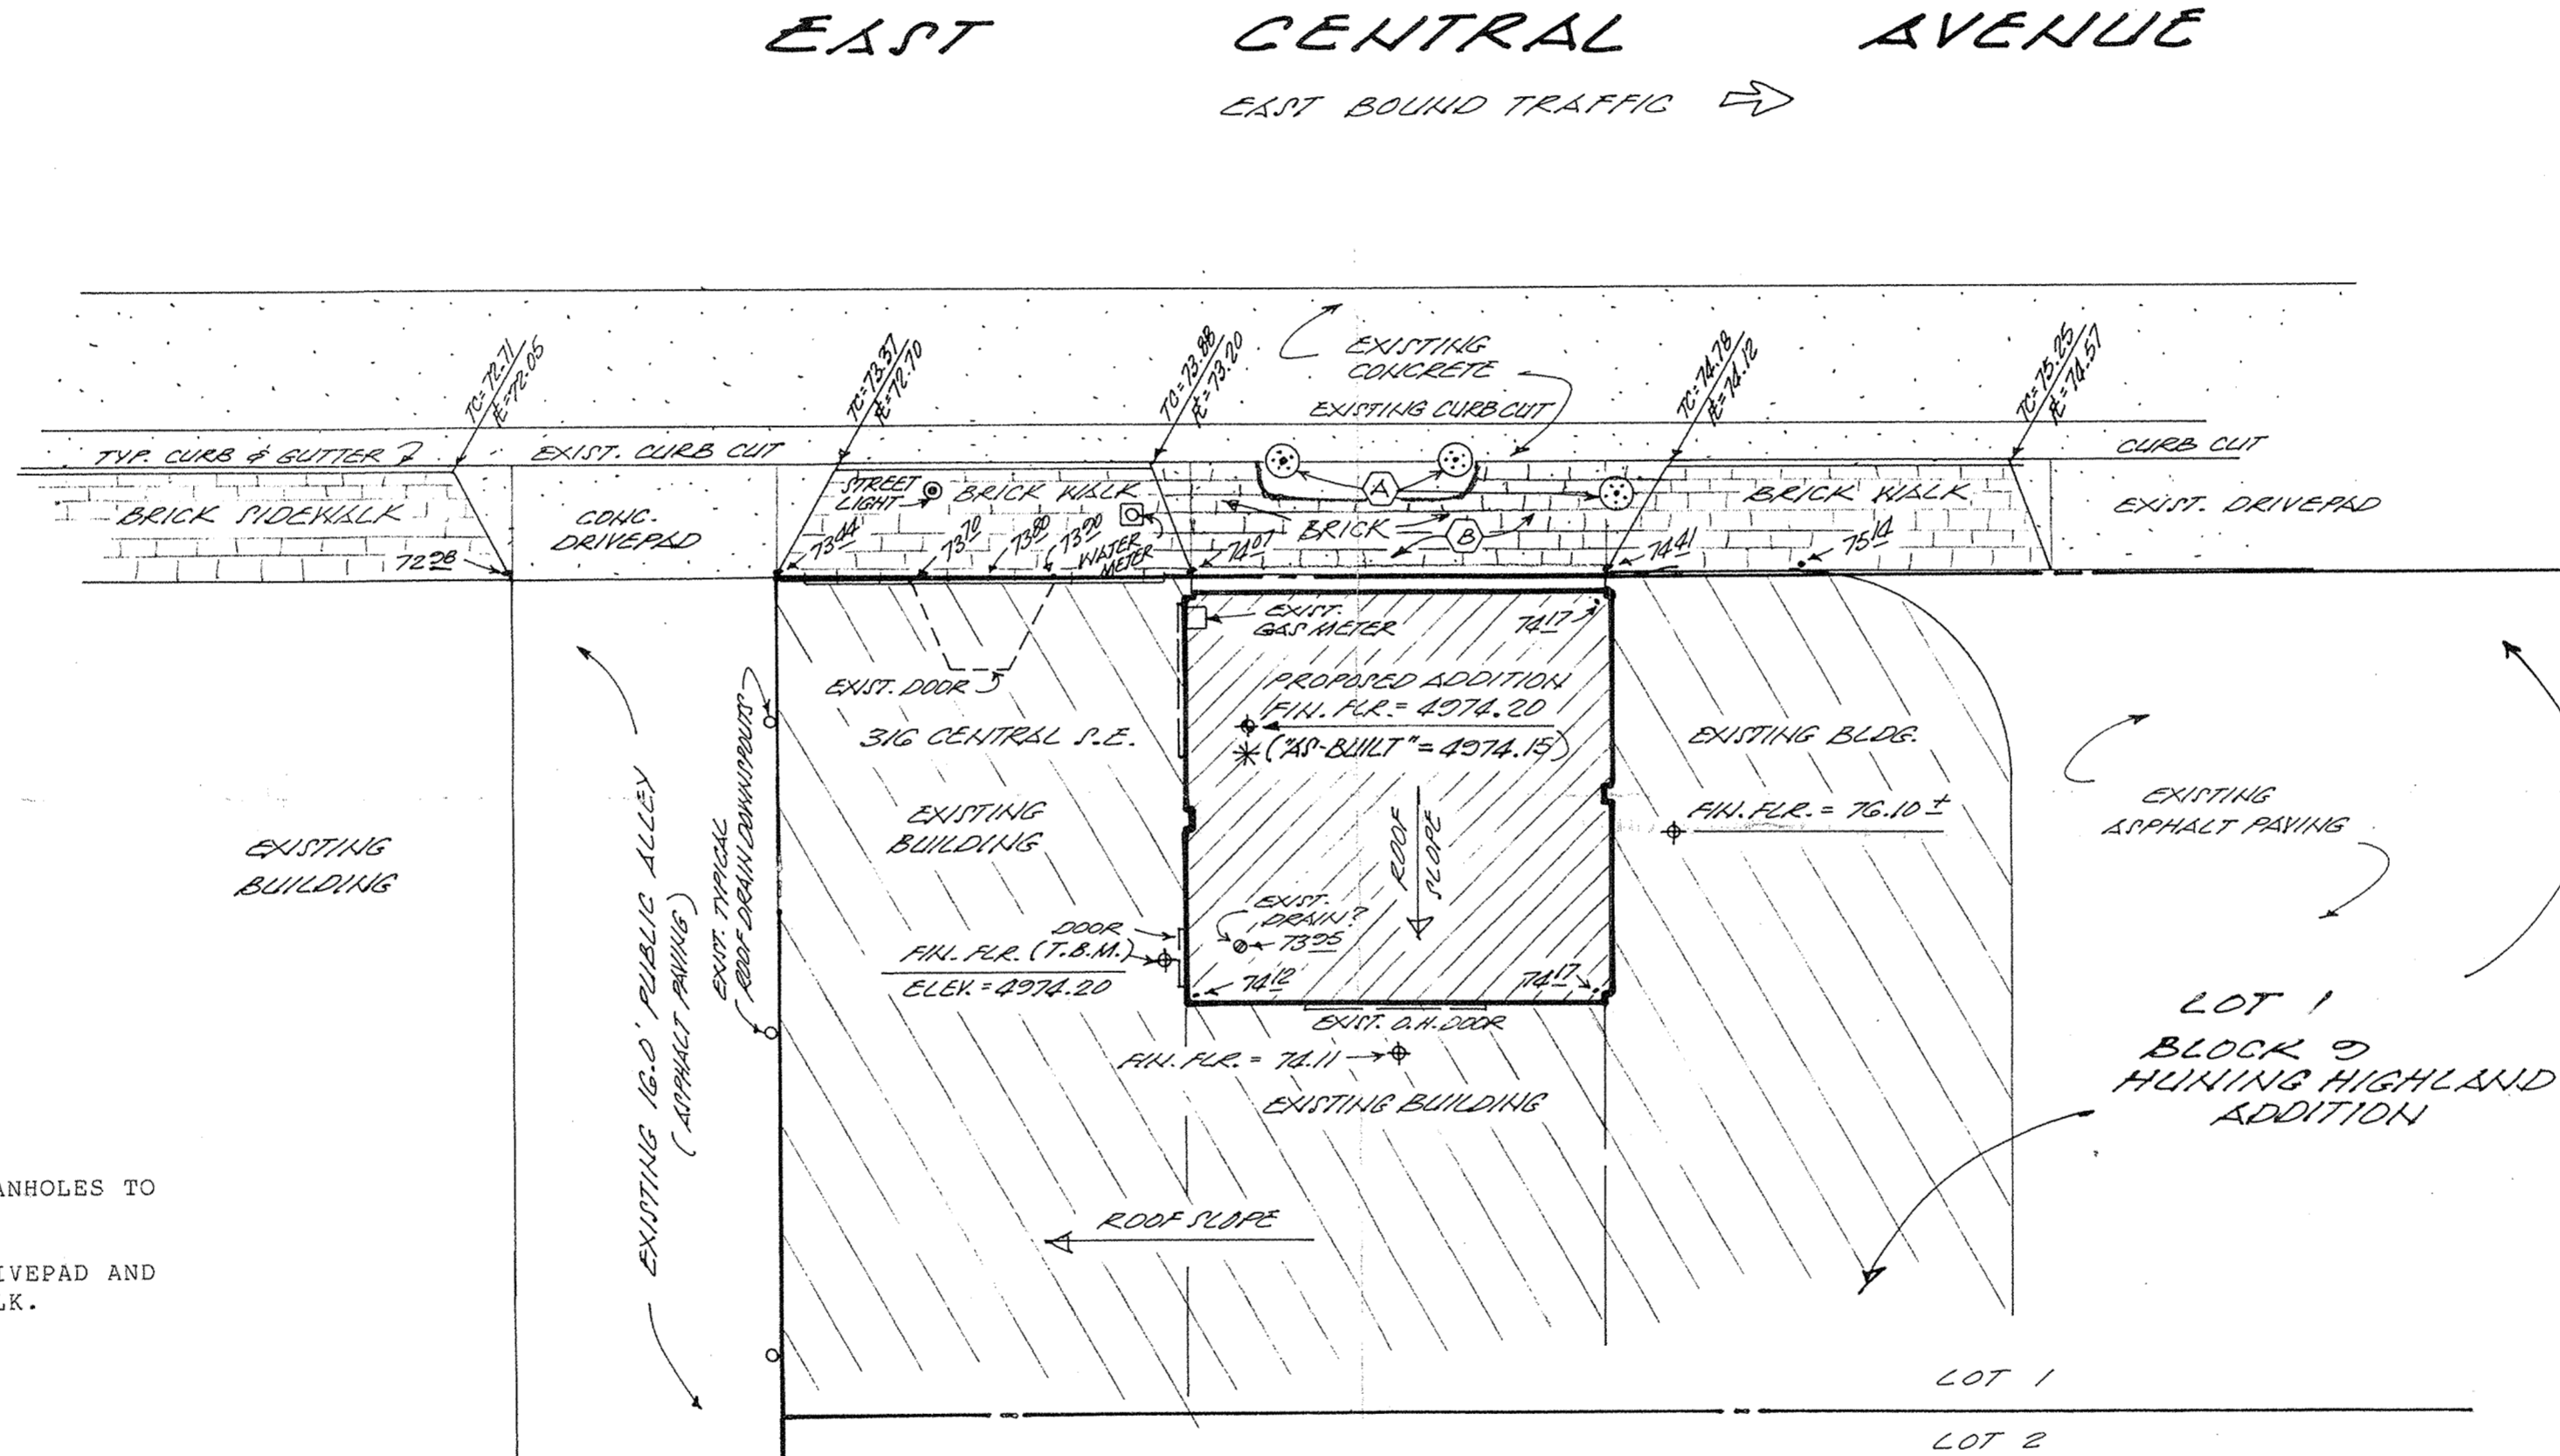 EAST CENTRAL AVENUE
EAST BOUND TRAFFIC
TC=72.71
FL=72.05
TC=73.37
FL=72.70
TC=73.88
FL=73.20
EXISTING
CONCRETE
TC=74.78
FL=74.12
TC=75.25
FL=74.57
EXISTING CURB CUT
TYP. CURB & GUTTER
EXIST. CURB CUT
CURB CUT
BRICK SIDEWALK
72.98
CONC.
DRIVEPAD
STREET
LIGHT
BRICK WALK
73.44
73.70
73.80
73.90
WATER
METER
A
BRICK
B
74.07
BRICK WALK
74.41
75.14
EXIST. DRIVEPAD
EXIST.
GAS METER
74.17
EXIST. DOOR
PROPOSED ADDITION
FIN. FLR. = 4974.20
("AS-BUILT" = 4974.15)
316 CENTRAL S.E.
EXISTING BLDG.
FIN. FLR. = 76.10 ±
EXISTING
ASPHALT PAVING
EXISTING
BUILDING
EXISTING
BUILDING
ROOF
SLOPE
EXISTING 16.0' PUBLIC ALLEY
(ASPHALT PAVING)
EXIST. TYPICAL
ROOF DRAIN DOWNSPOUTS
EXIST.
DRAIN?
73.95
DOOR
FIN. FLR. (T.B.M.)
ELEV. = 4974.20
74.12
74.17
EXIST. O.H. DOOR
FIN. FLR. = 74.11
EXISTING BUILDING
LOT 1
BLOCK 9
HUNING HIGHLAND
ADDITION
ANHOLES TO
IVEPAD AND
LK.
ROOF SLOPE
LOT 1
LOT 2